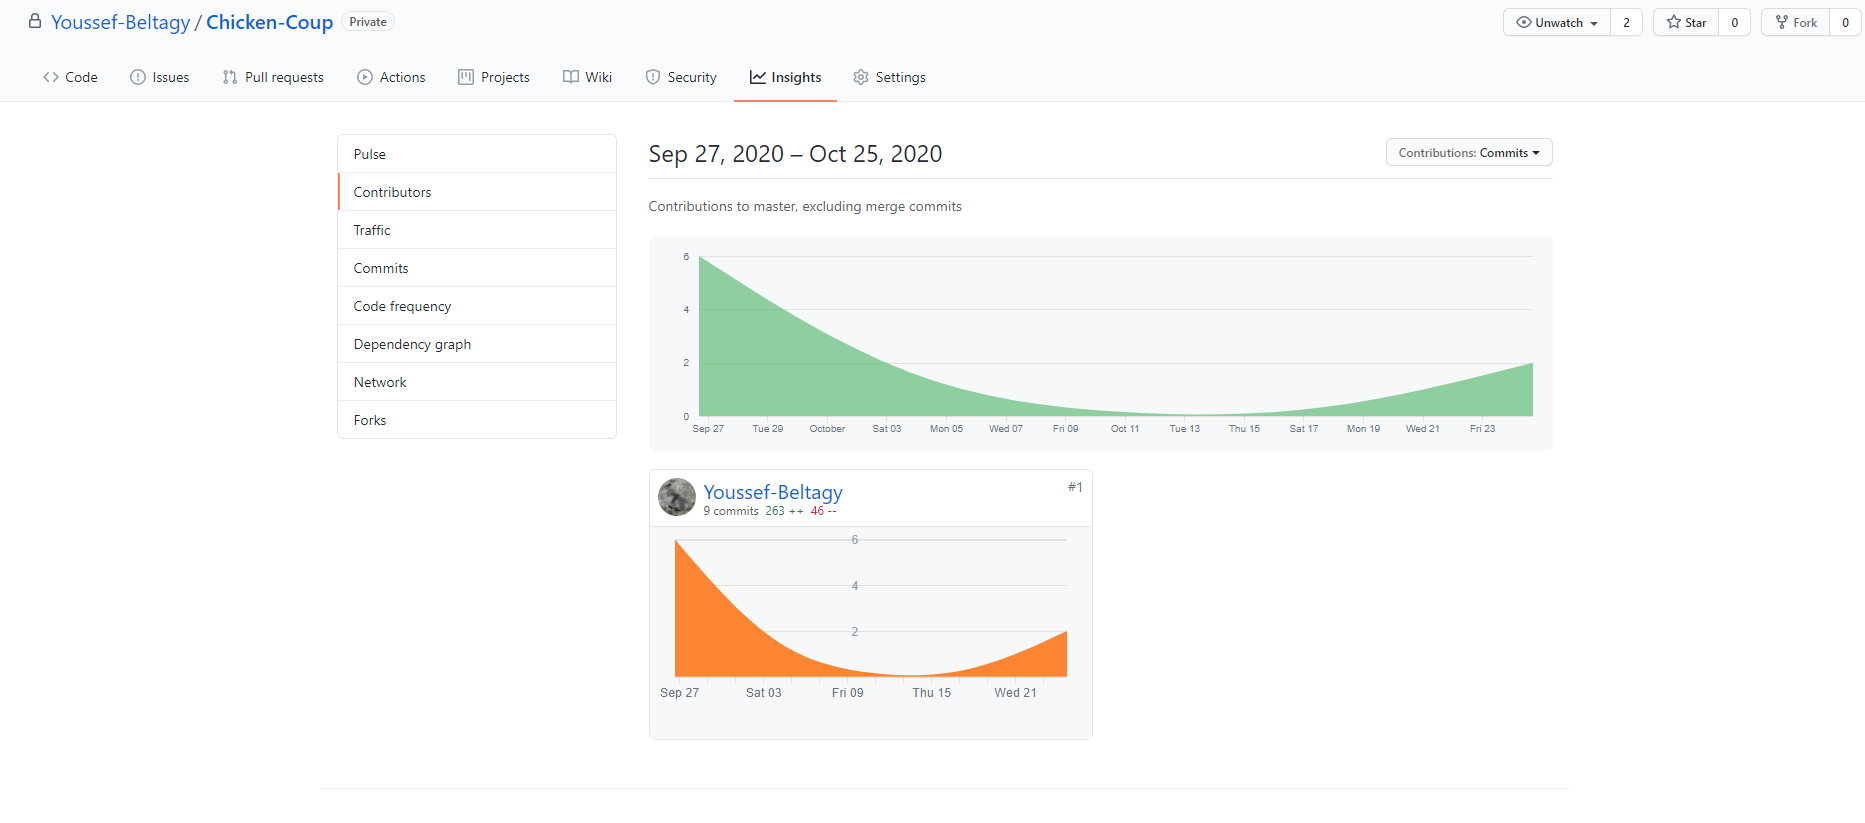 Youssef-Beltagy / Chicken-Coup Private Unwatch 2 Star 0 Fork 0
Code Issues Pull requests Actions Projects Wiki Security Insights Settings
Pulse
Contributors
Traffic
Commits
Code frequency
Dependency graph
Network
Forks
Sep 27, 2020 – Oct 25, 2020 Contributions: Commits
Contributions to master, excluding merge commits
6
4
2
0
Sep 27 Tue 29 October Sat 03 Mon 05 Wed 07 Fri 09 Oct 11 Tue 13 Thu 15 Sat 17 Mon 19 Wed 21 Fri 23
Youssef-Beltagy #1
9 commits 263 ++ 46 --
6
4
2
Sep 27 Sat 03 Fri 09 Thu 15 Wed 21